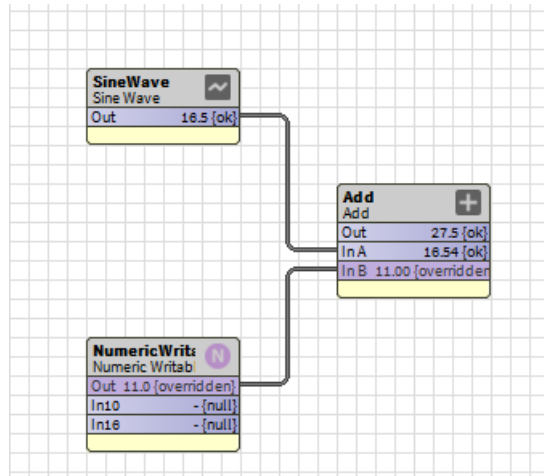 SineWave
Sine Wave
Out 16.5 {ok}
Add
Add
Out 27.5 {ok}
In A 16.54 {ok}
In B 11.00 {overridden
NumericWrita
N
Numeric Writabl
Out 11.0 {overridden}
In10 - {null}
In16 - {null}